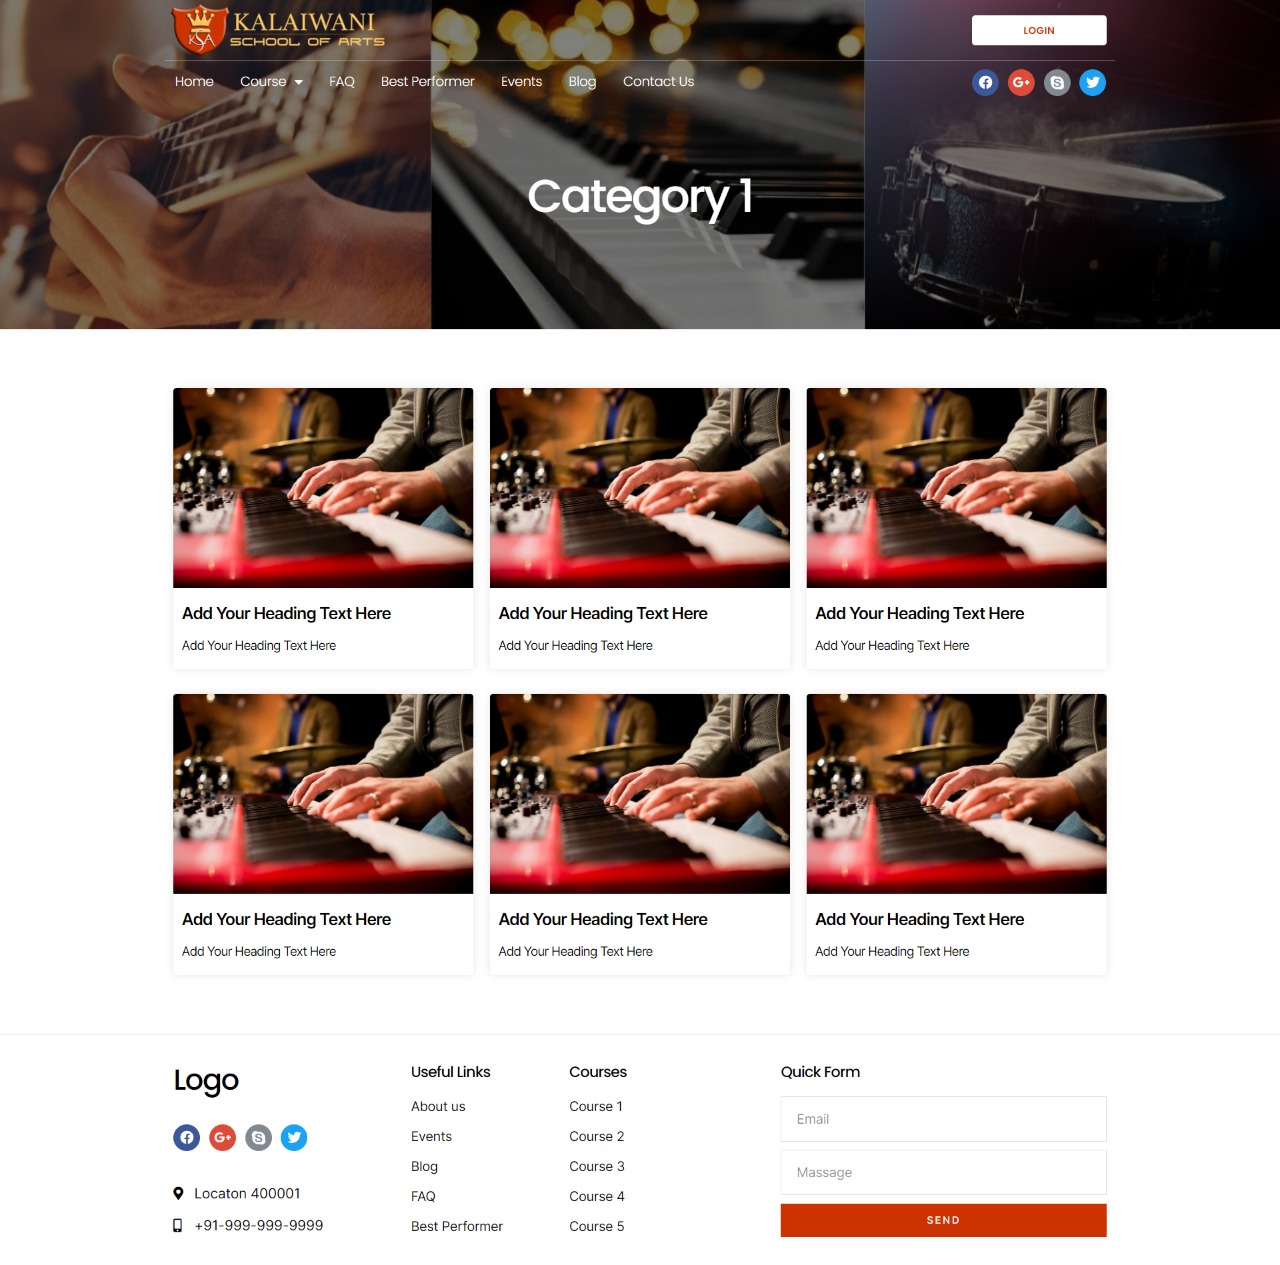 KALAIWANI
SCHOOL OF ARTS
KSA
LOGIN
Home Course FAQ Best Performer Events Blog Contact Us
Category 1
Add Your Heading Text Here
Add Your Heading Text Here
Add Your Heading Text Here
Add Your Heading Text Here
Add Your Heading Text Here
Add Your Heading Text Here
Add Your Heading Text Here
Add Your Heading Text Here
Add Your Heading Text Here
Add Your Heading Text Here
Add Your Heading Text Here
Add Your Heading Text Here
Logo
Locaton 400001
+91-999-999-9999
Useful Links
About us
Events
Blog
FAQ
Best Performer
Courses
Course 1
Course 2
Course 3
Course 4
Course 5
Quick Form
Email
Massage
SEND